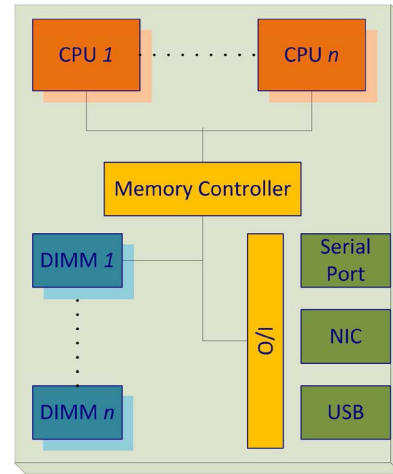 CPU 1
CPU n
Memory Controller
DIMM 1
Serial
Port
I/O
NIC
DIMM n
USB